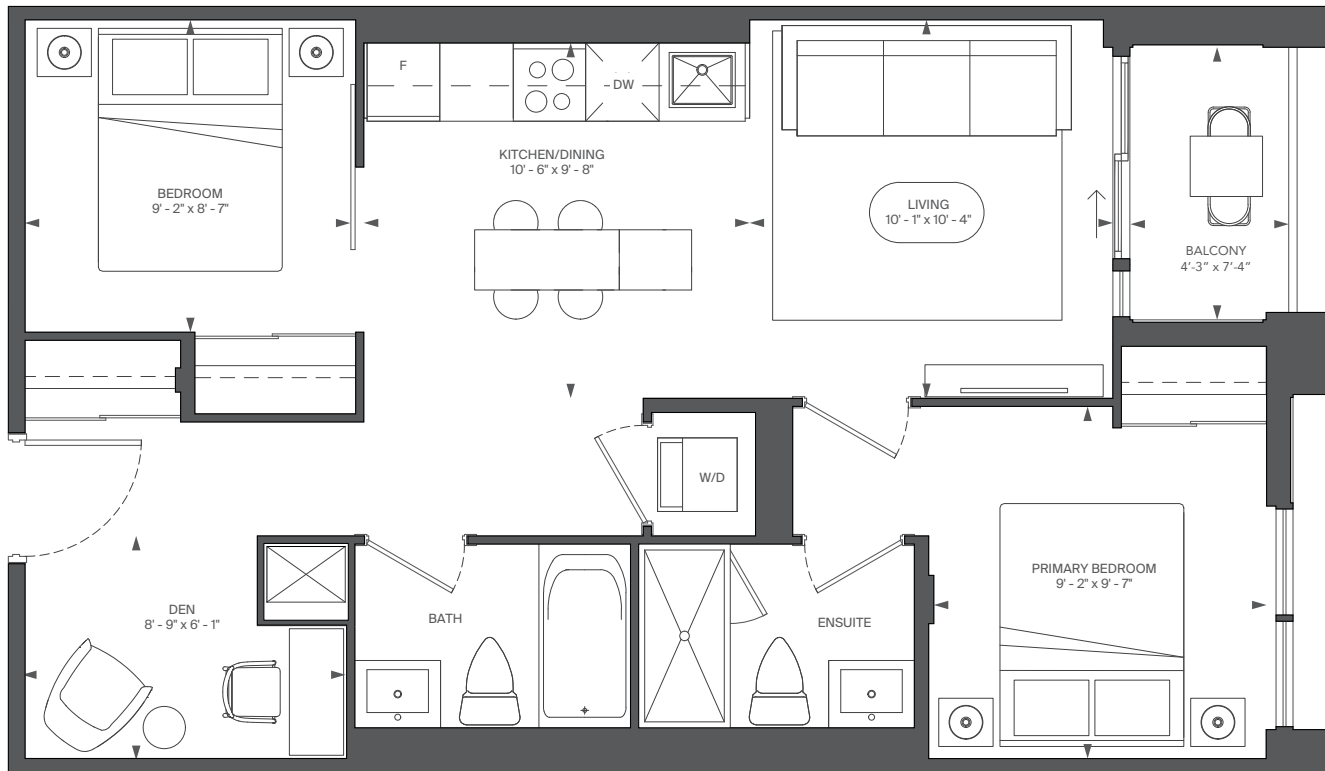 F
DW
KITCHEN/DINING
10' - 6" x 9' - 8"
BEDROOM
9' - 2" x 8' - 7"
LIVING
10' - 1" x 10' - 4"
BALCONY
4'-3" x 7'-4"
W/D
PRIMARY BEDROOM
9' - 2" x 9' - 7"
DEN
8' - 9" x 6' - 1"
BATH
ENSUITE